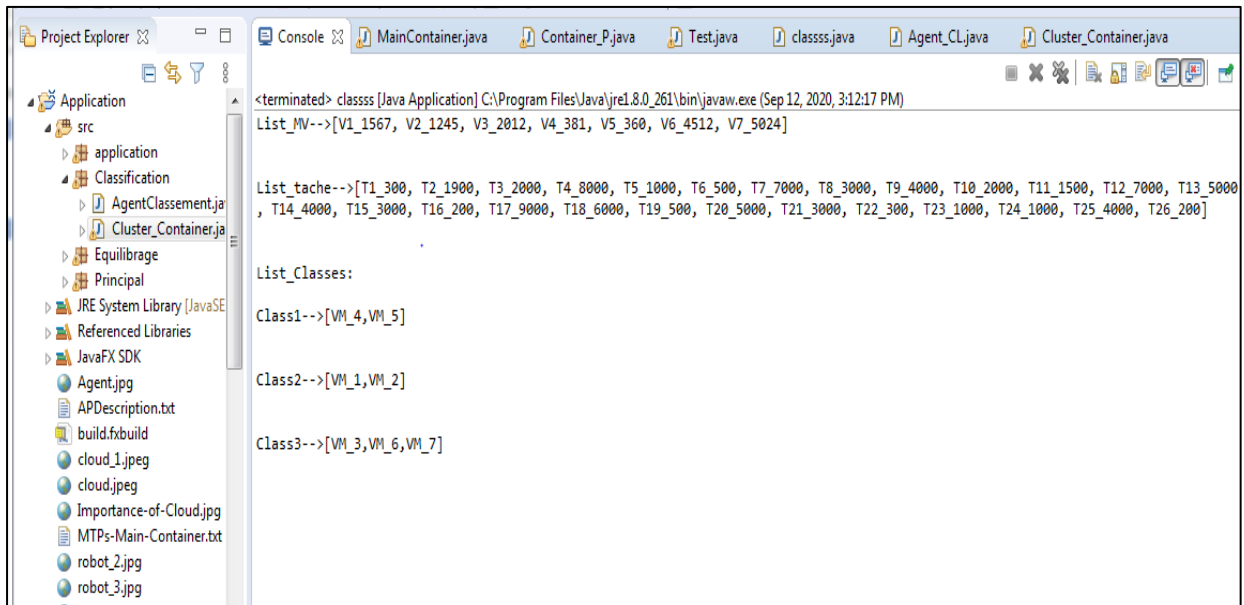 Project Explorer
Console MainContainer.java Container_P.java Test.java classss.java Agent_CL.java Cluster_Container.java
Application
src
application
Classification
AgentClassement.ja
Cluster_Container.ja
Equilibrage
Principal
JRE System Library [JavaSE
Referenced Libraries
JavaFX SDK
Agent.jpg
APDescription.txt
build.fxbuild
cloud_1.jpeg
cloud.jpeg
Importance-of-Cloud.jpg
MTPs-Main-Container.txt
robot_2.jpg
robot_3.jpg
<terminated> classss [Java Application] C:\Program Files\Java\jre1.8.0_261\bin\javaw.exe (Sep 12, 2020, 3:12:17 PM)
List_MV-->[V1_1567, V2_1245, V3_2012, V4_381, V5_360, V6_4512, V7_5024]
List_tache-->[T1_300, T2_1900, T3_2000, T4_8000, T5_1000, T6_500, T7_7000, T8_3000, T9_4000, T10_2000, T11_1500, T12_7000, T13_5000
, T14_4000, T15_3000, T16_200, T17_9000, T18_6000, T19_500, T20_5000, T21_3000, T22_300, T23_1000, T24_1000, T25_4000, T26_200]
List_Classes:
Class1-->[VM_4,VM_5]
Class2-->[VM_1,VM_2]
Class3-->[VM_3,VM_6,VM_7]